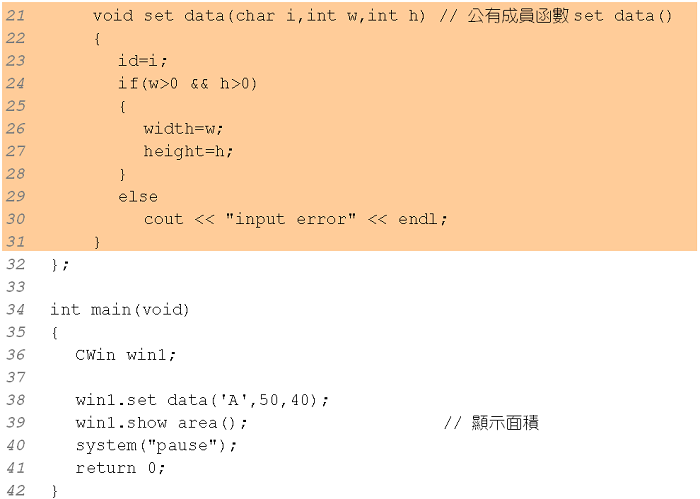 21 void set data(char i,int w,int h) // 公有成員函數 set data()
22 {
23 id=i;
24 if(w>0 && h>0)
25 {
26 width=w;
27 height=h;
28 }
29 else
30 cout << "input error" << endl;
31 }
32 };
33
34 int main(void)
35 {
36 CWin win1;
37
38 win1.set data('A',50,40);
39 win1.show area(); // 顯示面積
40 system("pause");
41 return 0;
42 }